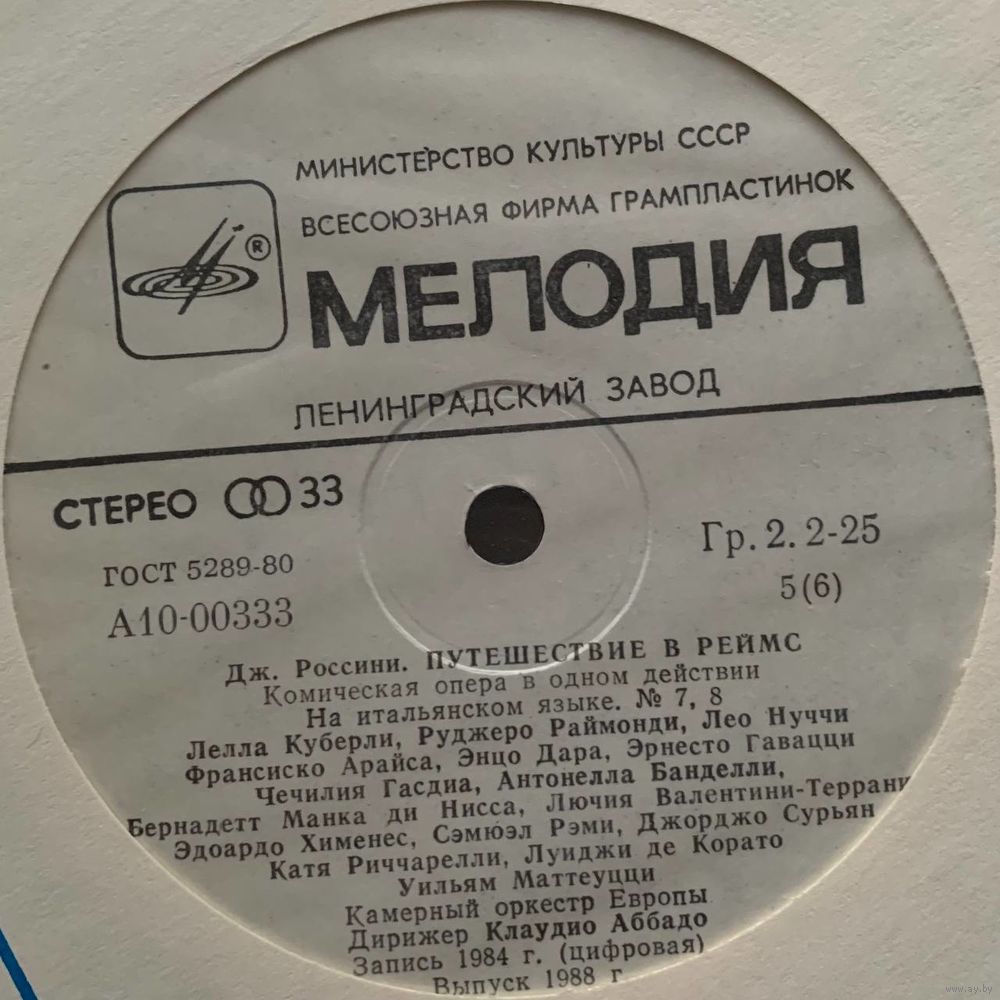 МИНИСТЕРСТВО КУЛЬТУРЫ СССР
ВСЕСОЮЗНАЯ ФИРМА ГРАМПЛАСТИНОК
®
МЕЛОДИЯ
ЛЕНИНГРАДСКИЙ ЗАВОД
СТЕРЕО 33
Гр. 2. 2-25
ГОСТ 5289-80
5(6)
А10-00333
Дж. Россини. ПУТЕШЕСТВИЕ В РЕЙМС
Комическая опера в одном действии
На итальянском языке. № 7, 8
Лелла Куберли, Руджеро Раймонди, Лео Нуччи
Франсиско Арайса, Энцо Дара, Эрнесто Гавацци
Чечилия Гасдиа, Антонелла Банделли,
Бернадетт Манка ди Нисса, Лючия Валентини-Террани
Эдоардо Хименес, Сэмюэл Рэми, Джорджо Сурьян
Катя Риччарелли, Луиджи де Корато
Уильям Маттеуцци
Камерный оркестр Европы
Дирижер Клаудио Аббадо
Запись 1984 г. (цифровая)
Выпуск 1988 г
www.ay.by